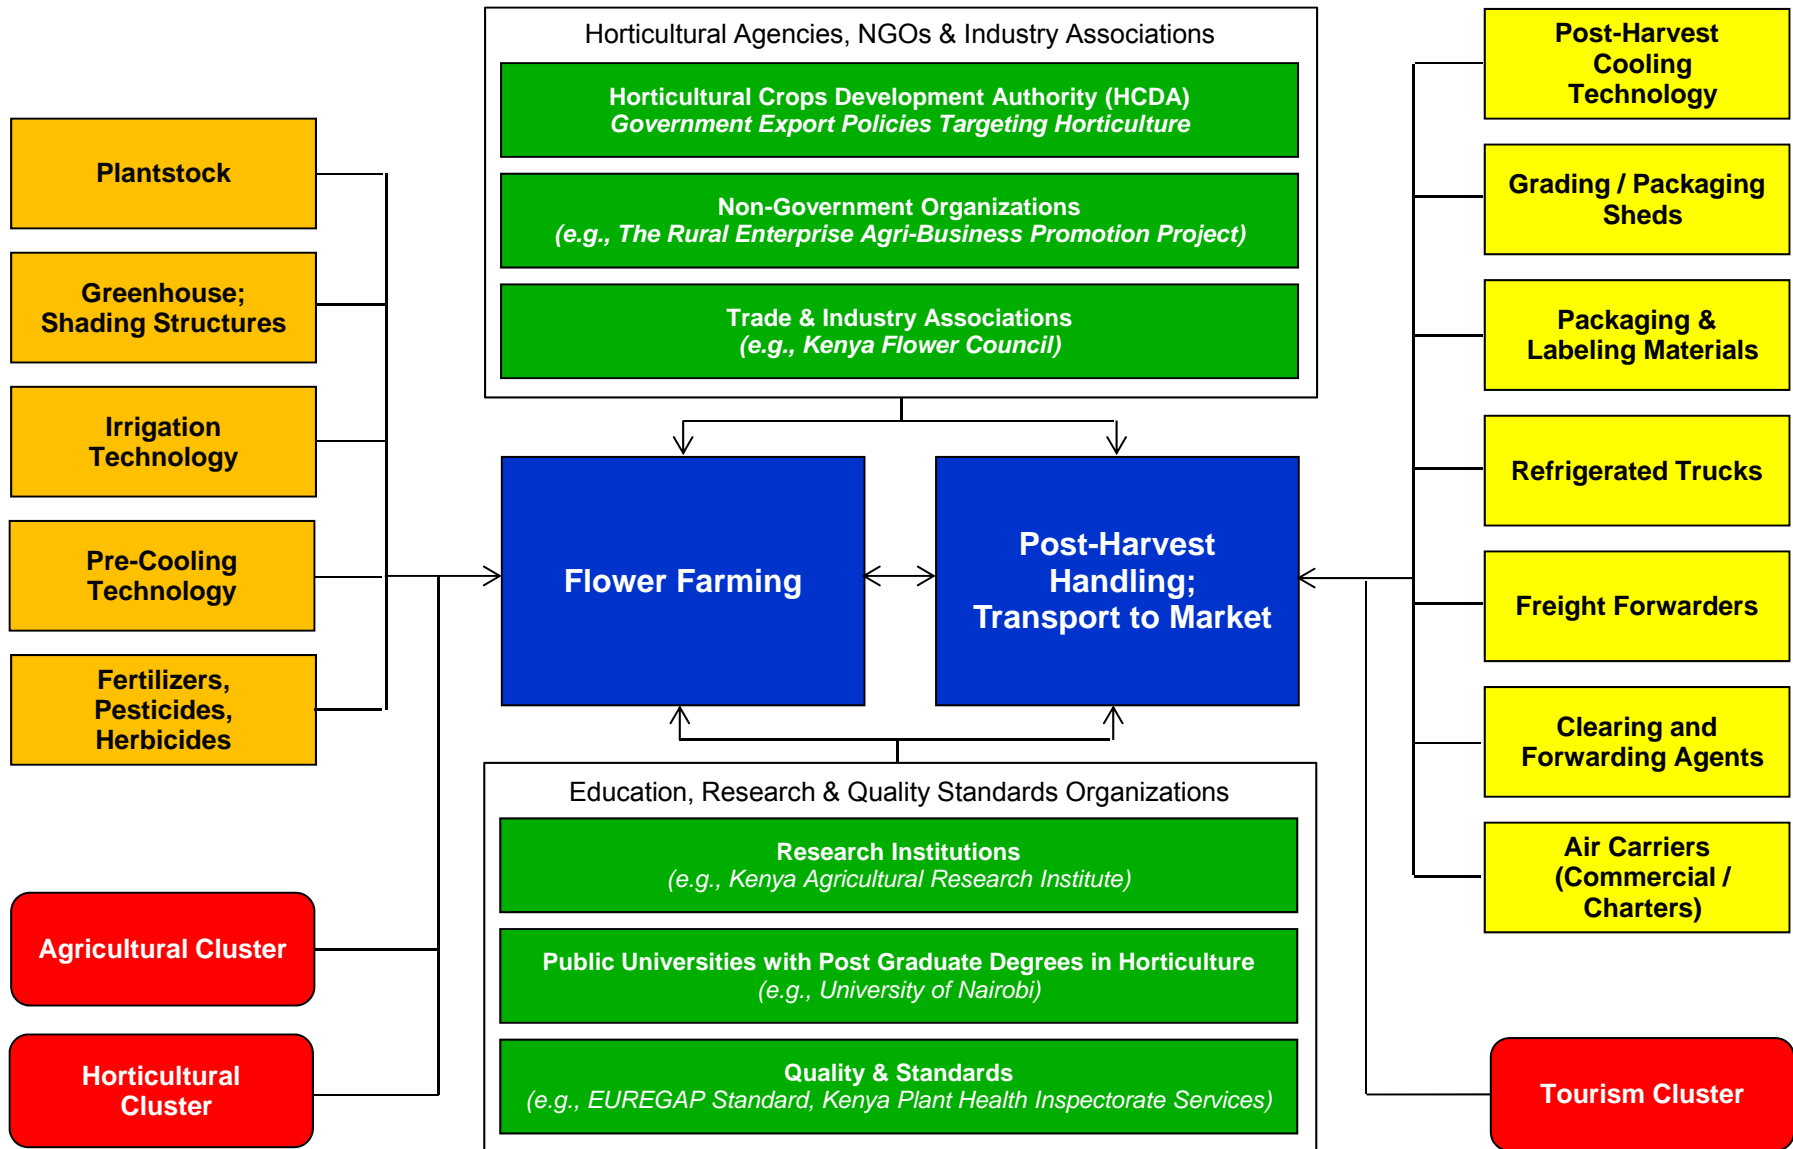 Horticultural Agencies, NGOs & Industry Associations
Horticultural Crops Development Authority (HCDA)
Government Export Policies Targeting Horticulture
Non-Government Organizations
(e.g., The Rural Enterprise Agri-Business Promotion Project)
Trade & Industry Associations
(e.g., Kenya Flower Council)
Plantstock
Greenhouse;
Shading Structures
Irrigation
Technology
Pre-Cooling
Technology
Fertilizers,
Pesticides,
Herbicides
Agricultural Cluster
Horticultural
Cluster
Flower Farming
Post-Harvest
Handling;
Transport to Market
Education, Research & Quality Standards Organizations
Research Institutions
(e.g., Kenya Agricultural Research Institute)
Public Universities with Post Graduate Degrees in Horticulture
(e.g., University of Nairobi)
Quality & Standards
(e.g., EUREGAP Standard, Kenya Plant Health Inspectorate Services)
Post-Harvest
Cooling
Technology
Grading / Packaging
Sheds
Packaging &
Labeling Materials
Refrigerated Trucks
Freight Forwarders
Clearing and
Forwarding Agents
Air Carriers
(Commercial /
Charters)
Tourism Cluster